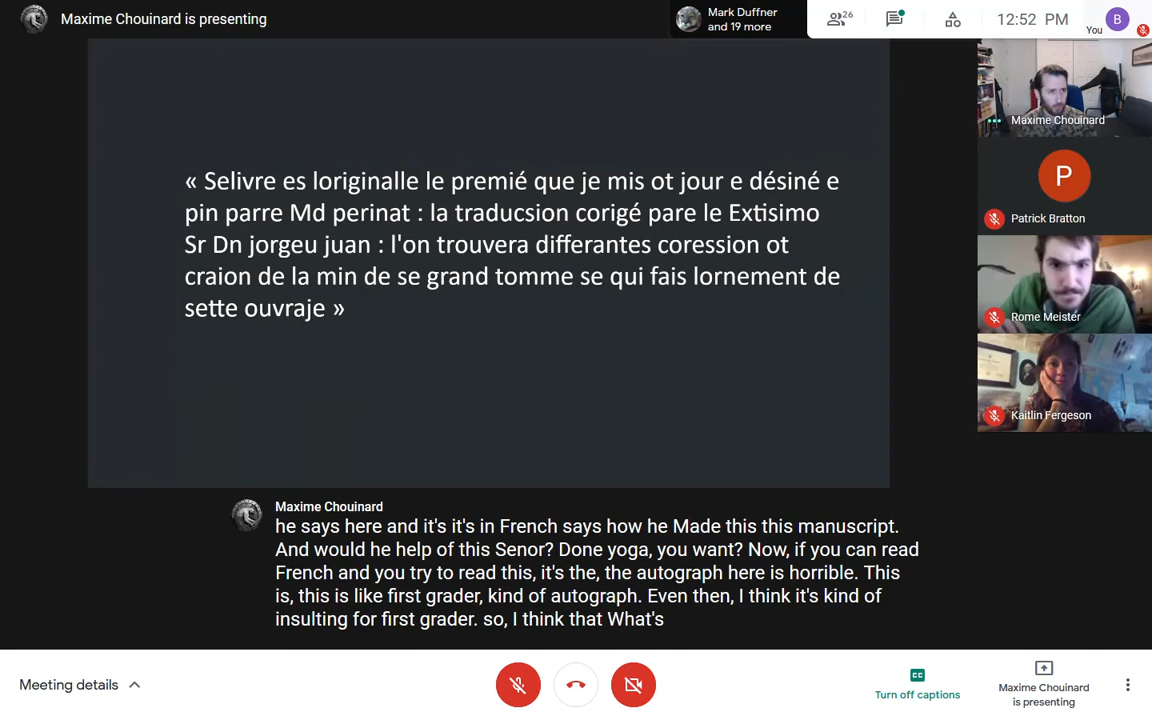 Maxime Chouinard is presenting
Mark Duffner
and 19 more
26
12:52 PM
You
B
« Selivre es loriginalle le premié que je mis ot jour e désiné e
pin parre Md perinat : la traducsion corigé pare le Extisimo
Sr Dn jorgeu juan : l'on trouvera differantes coression ot
craion de la min de se grand tomme se qui fais lornement de
sette ouvraje »
Maxime Chouinard
P
Patrick Bratton
Rome Meister
Kaitlin Fergeson
Maxime Chouinard
he says here and it's it's in French says how he Made this this manuscript.
And would he help of this Senor? Done yoga, you want? Now, if you can read
French and you try to read this, it's the, the autograph here is horrible. This
is, this is like first grader, kind of autograph. Even then, I think it's kind of
insulting for first grader. so, I think that What's
Meeting details
CC
Turn off captions
Maxime Chouinard
is presenting